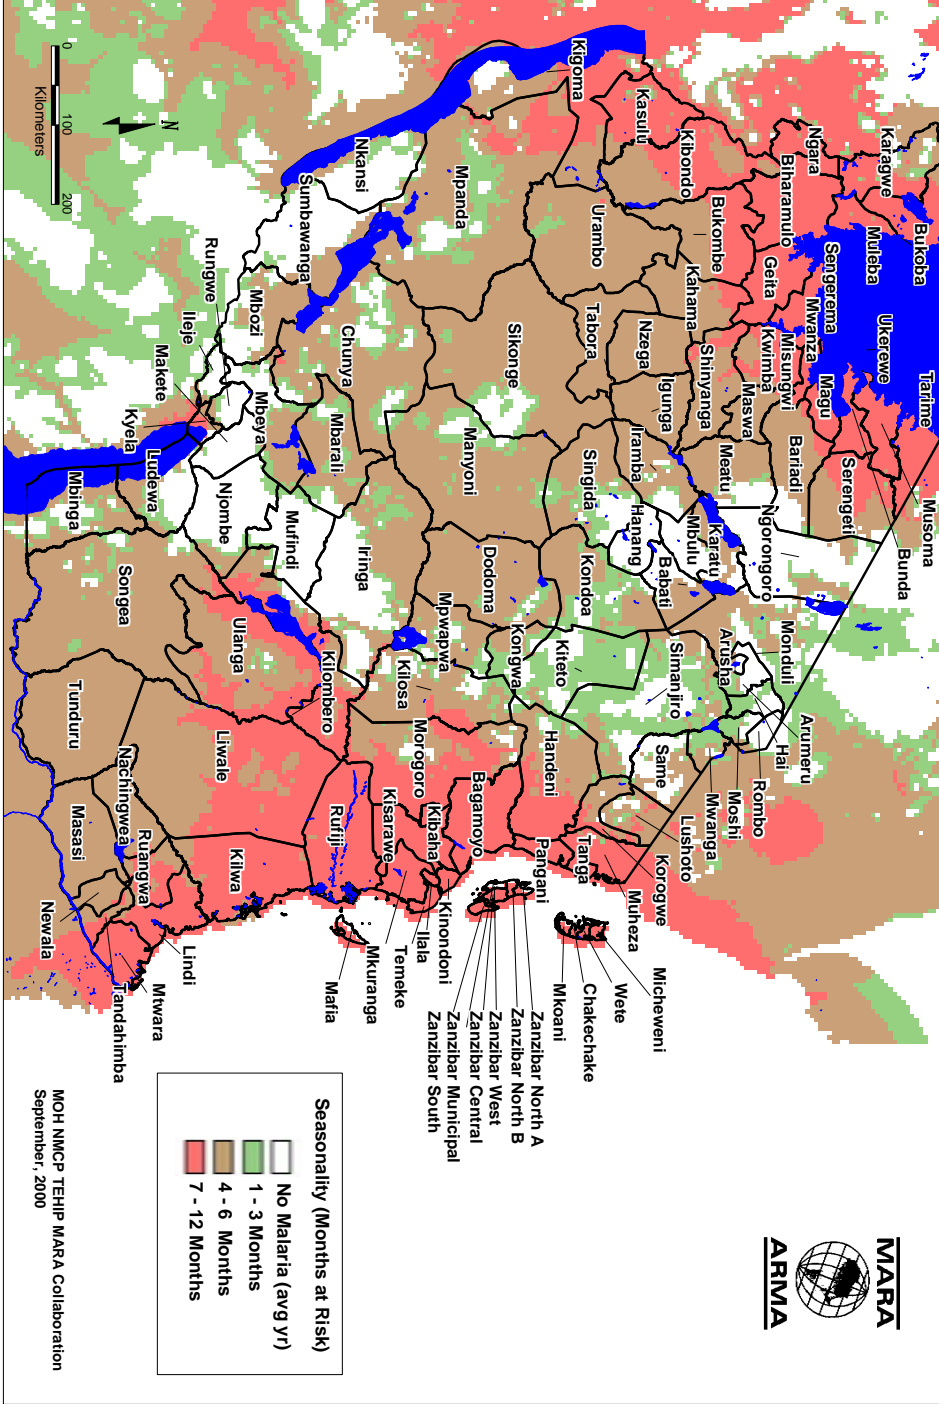 Karagwe
Bukoba
Muleba
Ngara
Biharamulo
Sengerema
Ukerewe
Tarime
Musoma
Bunda
Serengeti
Magu
Mwanza
Geita
Misungwi
Kwimba
Kasulu
Kibondo
Bukombe
Kigoma
Kahama
Shinyanga
Maswa
Bariadi
Meatu
Ngorongoro
Monduli
Arumeru
Arusha
Hai
Rombo
Moshi
Mwanga
Same
Lushoto
Korogwe
Muheza
Tanga
Pangani
Handeni
Simanjiro
Kiteto
Karatu
Mbulu
Babati
Hanang
Iramba
Igunga
Nzega
Urambo
Tabora
Sikonge
Singida
Kondoa
Manyoni
Dodoma
Kongwa
Mpwapwa
Kilosa
Morogoro
Bagamoyo
Kibaha
Kisarawe
Kinondoni
Ilala
Temeke
Mkuranga
Rufiji
Mafia
Mpanda
Nkansi
Sumbawanga
Chunya
Mbarali
Mbozi
Mbeya
Rungwe
Ileje
Makete
Kyela
Ludewa
Njombe
Mufindi
Iringa
Kilombero
Ulanga
Mbinga
Songea
Tunduru
Liwale
Kilwa
Nachingwea
Ruangwa
Masasi
Newala
Lindi
Mtwara
Tandahimba
Micheweni
Wete
Chakechake
Mkoani
Zanzibar North A
Zanzibar North B
Zanzibar West
Zanzibar Central
Zanzibar Municipal
Zanzibar South
N
0 100 200
Kilometers
Seasonality (Months at Risk)
No Malaria (avg yr)
1 - 3 Months
4 - 6 Months
7 - 12 Months
MARA
ARMA
MOH NMCP TEHIP MARA Collaboration
September, 2000